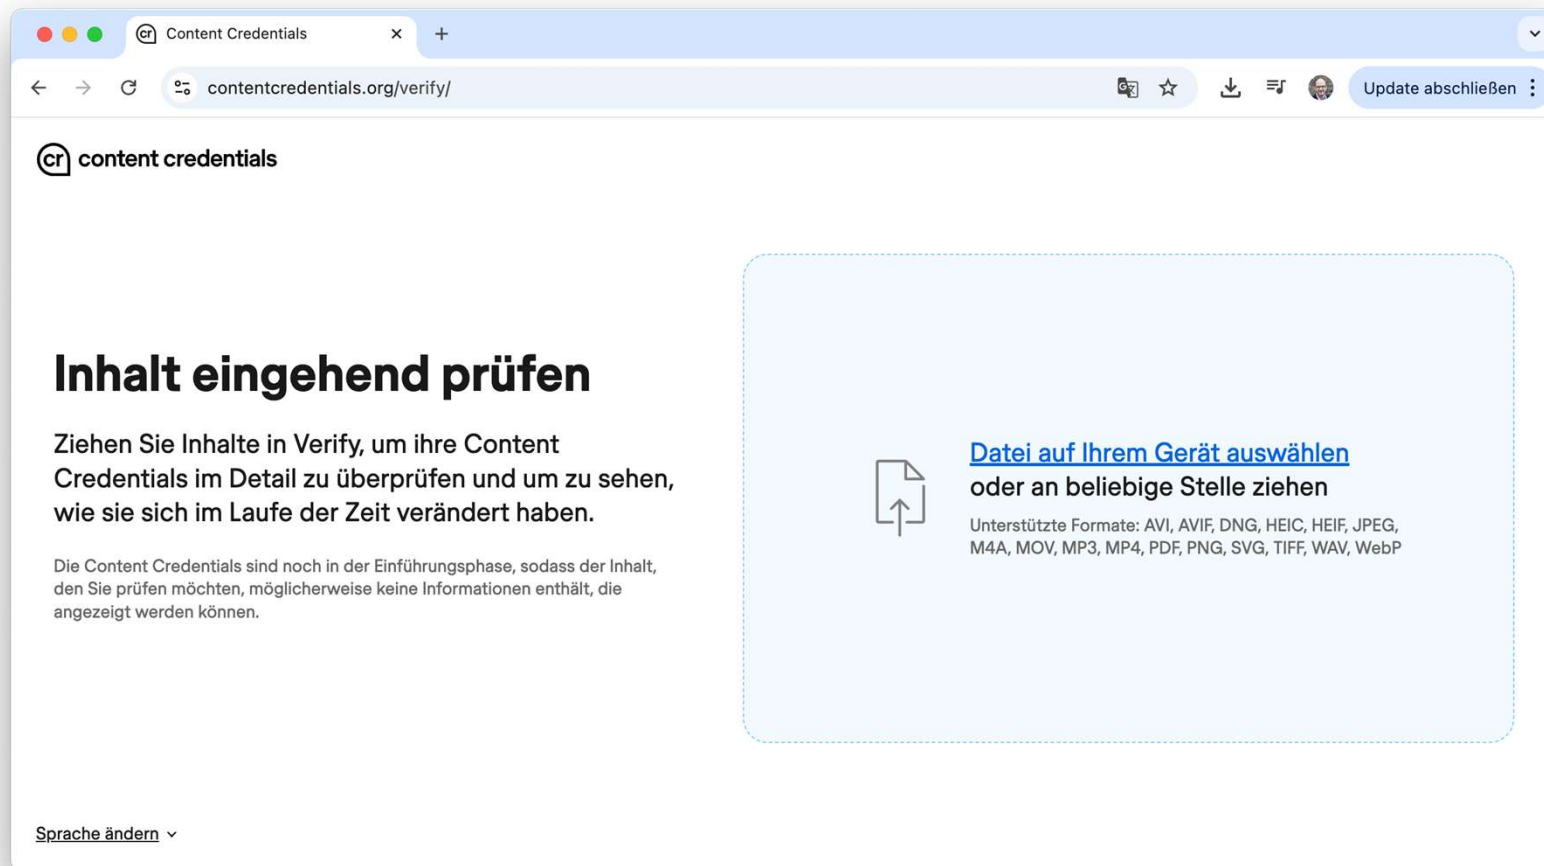 Content Credentials
contentcredentials.org/verify/
Update abschließen
cr content credentials
Inhalt eingehend prüfen
Ziehen Sie Inhalte in Verify, um ihre Content
Credentials im Detail zu überprüfen und um zu sehen,
wie sie sich im Laufe der Zeit verändert haben.
Die Content Credentials sind noch in der Einführungsphase, sodass der Inhalt,
den Sie prüfen möchten, möglicherweise keine Informationen enthält, die
angezeigt werden können.
Datei auf Ihrem Gerät auswählen
oder an beliebige Stelle ziehen
Unterstützte Formate: AVI, AVIF, DNG, HEIC, HEIF, JPEG,
M4A, MOV, MP3, MP4, PDF, PNG, SVG, TIFF, WAV, WebP
Sprache ändern